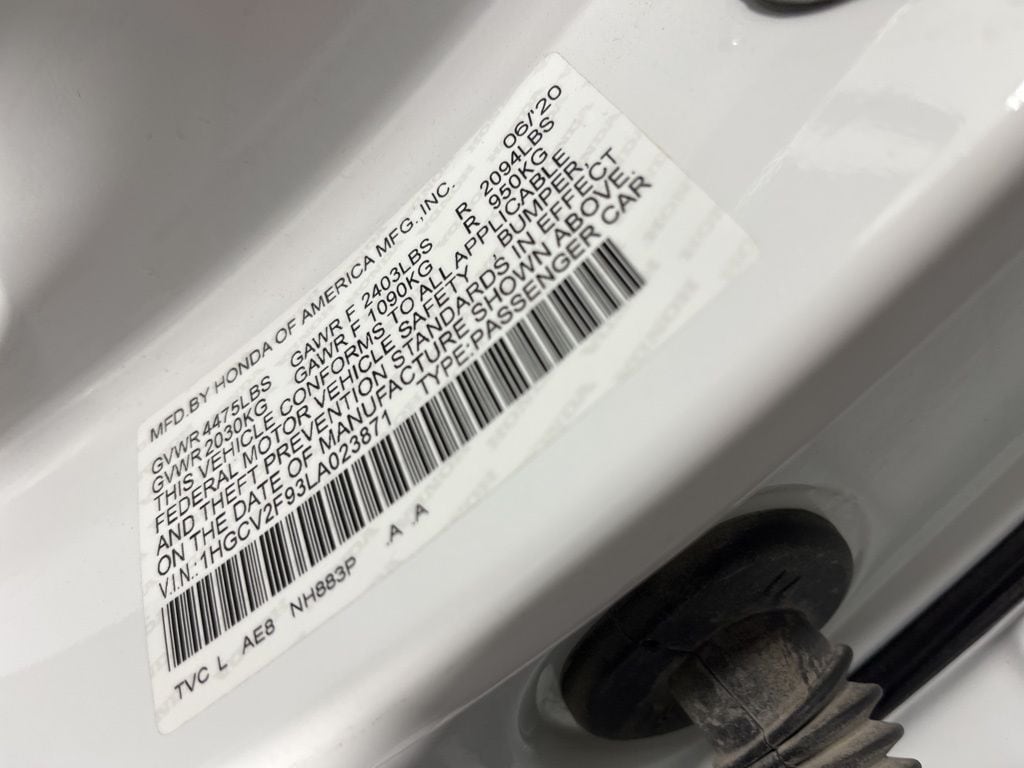 MFD.BY HONDA OF AMERICA MFG.,INC. 06/'20
GVWR 4475LBS GAWR F 2403LBS R 2094LBS
GVWR 2030KG GAWR F 1090KG R 950KG
THIS VEHICLE CONFORMS TO ALL APPLICABLE
FEDERAL MOTOR VEHICLE SAFETY , BUMPER,
AND THEFT PREVENTION STANDARDS IN EFFECT
ON THE DATE OF MANUFACTURE SHOWN ABOVE.
V.I.N.:1HGCV2F93LA023871 TYPE:PASSENGER CAR
TVC L AE8 NH883P .A .A